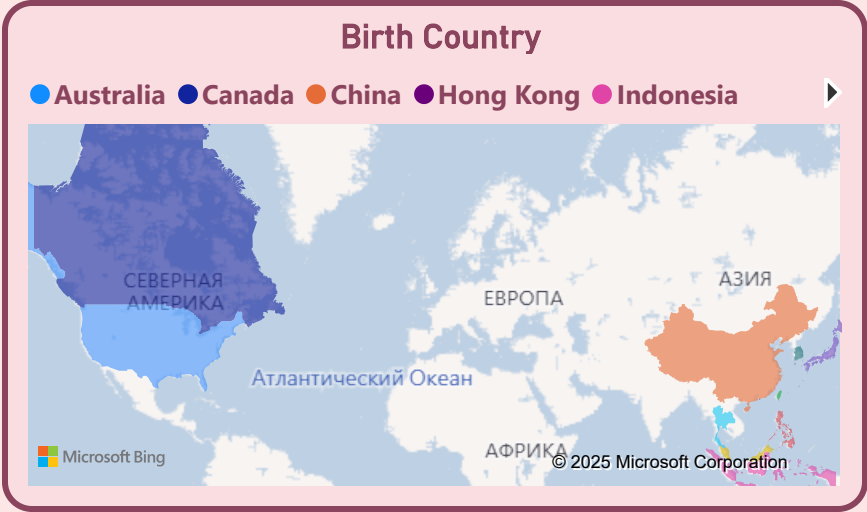 Birth Country
Australia Canada China Hong Kong Indonesia
СЕВЕРНАЯ
АМЕРИКА
ЕВРОПА
АЗИЯ
Атлантический Океан
АФРИКА
Microsoft Bing
© 2025 Microsoft Corporation